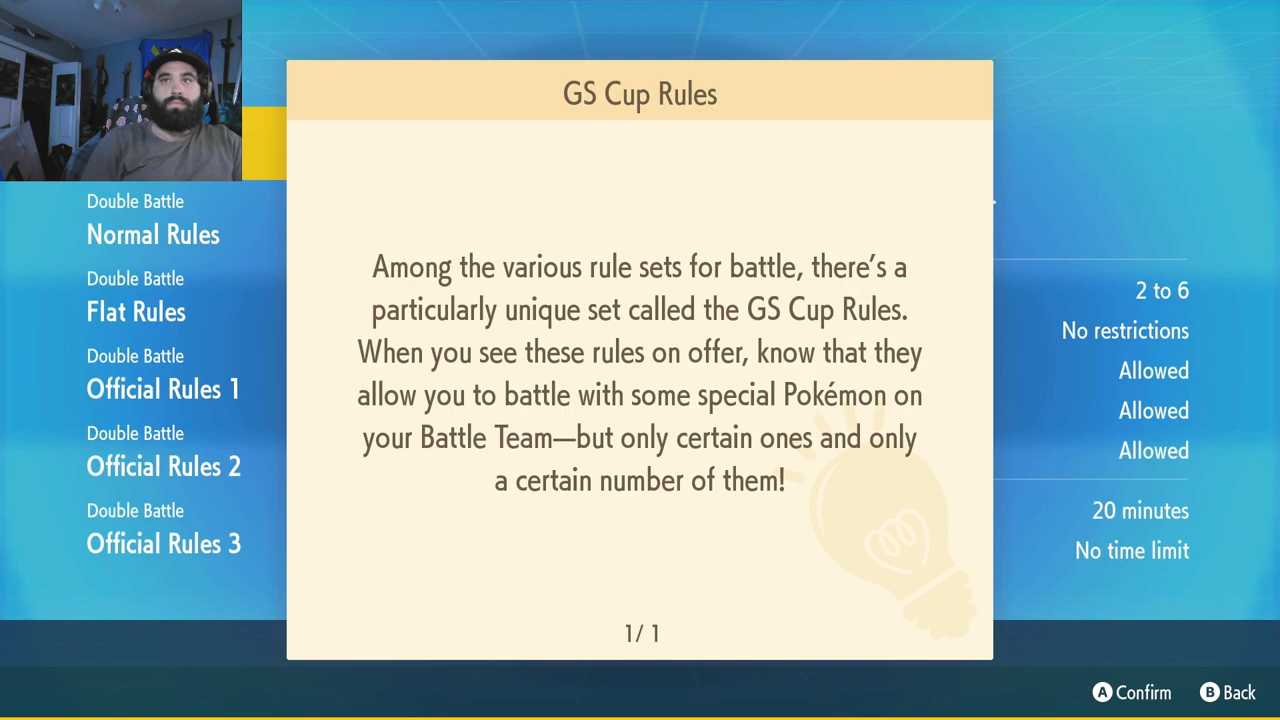 GS Cup Rules
Among the various rule sets for battle, there's a
particularly unique set called the GS Cup Rules.
When you see these rules on offer, know that they
allow you to battle with some special Pokémon on
your Battle Team—but only certain ones and only
a certain number of them!
1/ 1
Double Battle
Normal Rules
Double Battle
Flat Rules
Double Battle
Official Rules 1
Double Battle
Official Rules 2
Double Battle
Official Rules 3
2 to 6
No restrictions
Allowed
Allowed
Allowed
20 minutes
No time limit
A Confirm
B Back